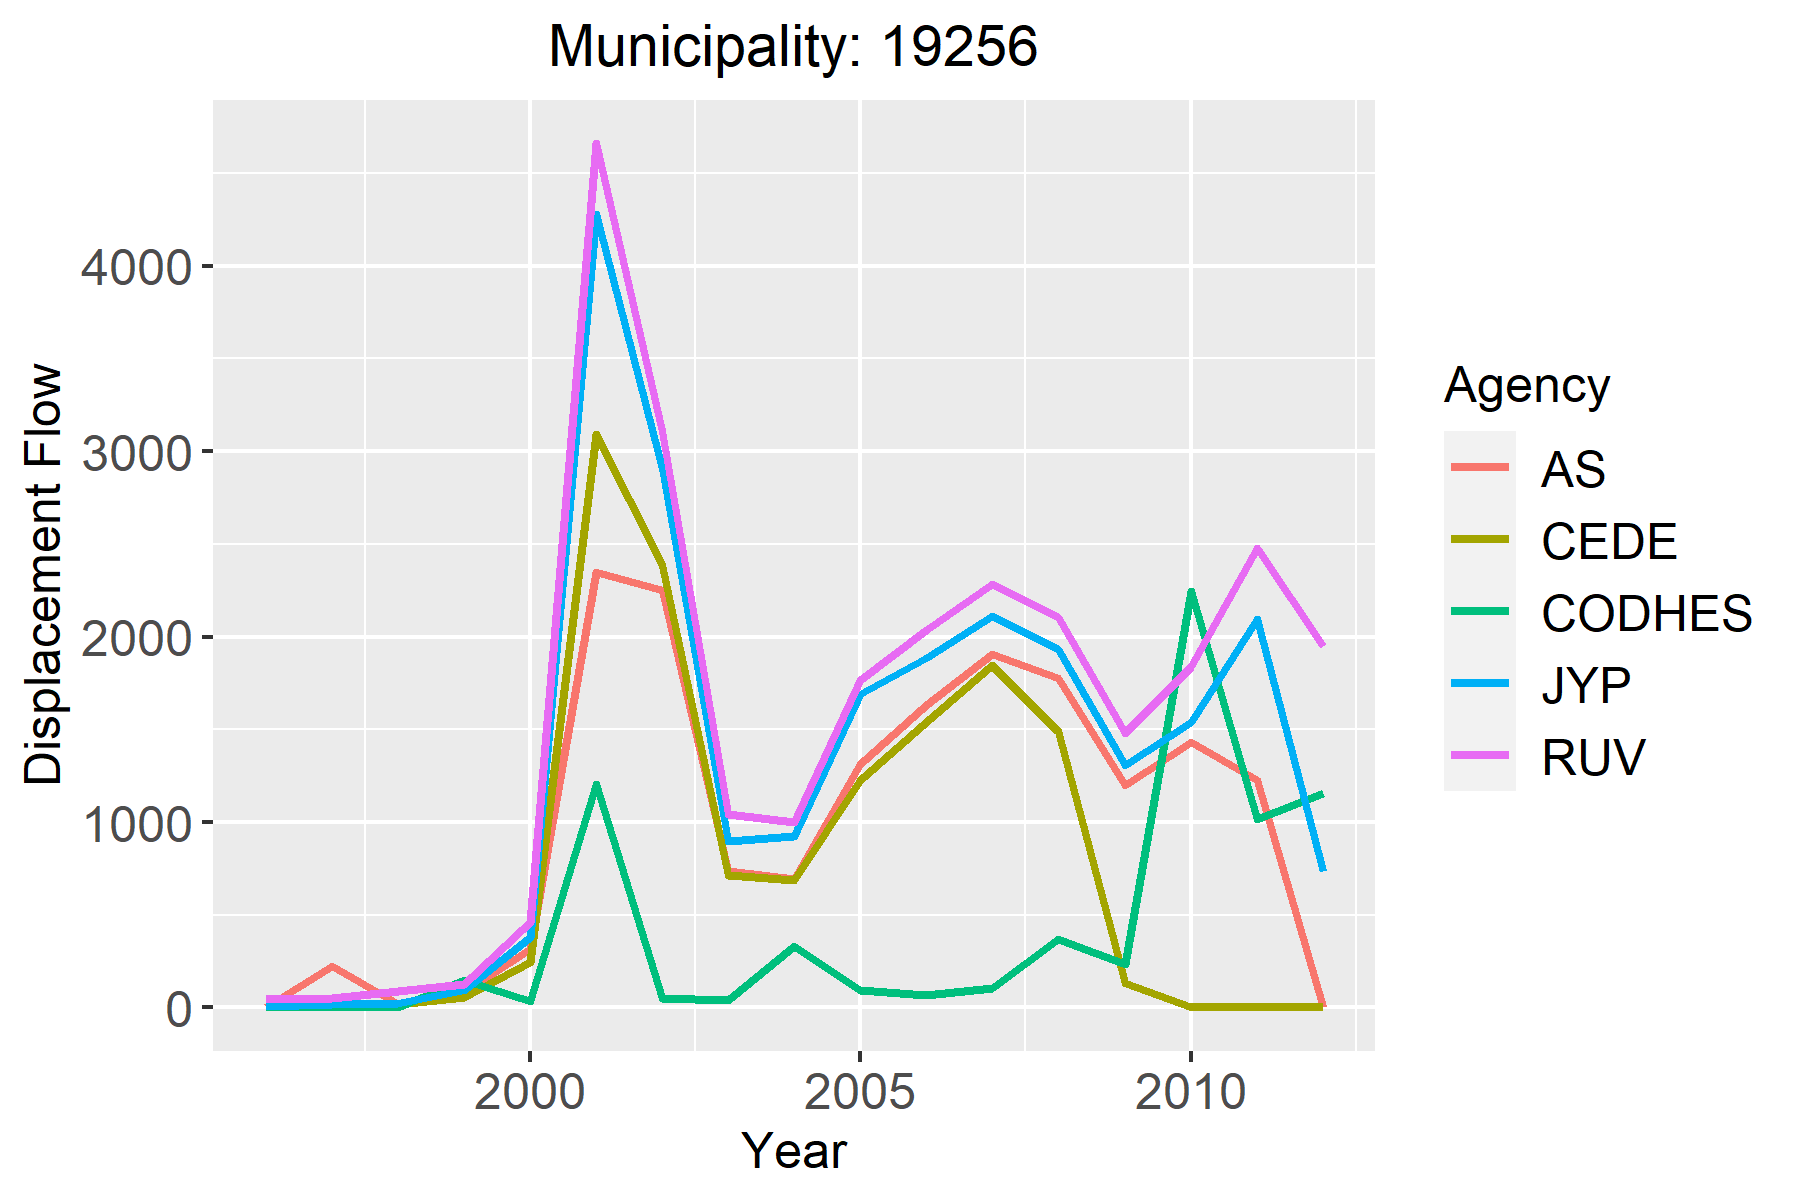 Municipality: 19256
Displacement Flow
4000
3000
2000
1000
0
2000
2005
2010
Year
Agency
AS
CEDE
CODHES
JYP
RUV